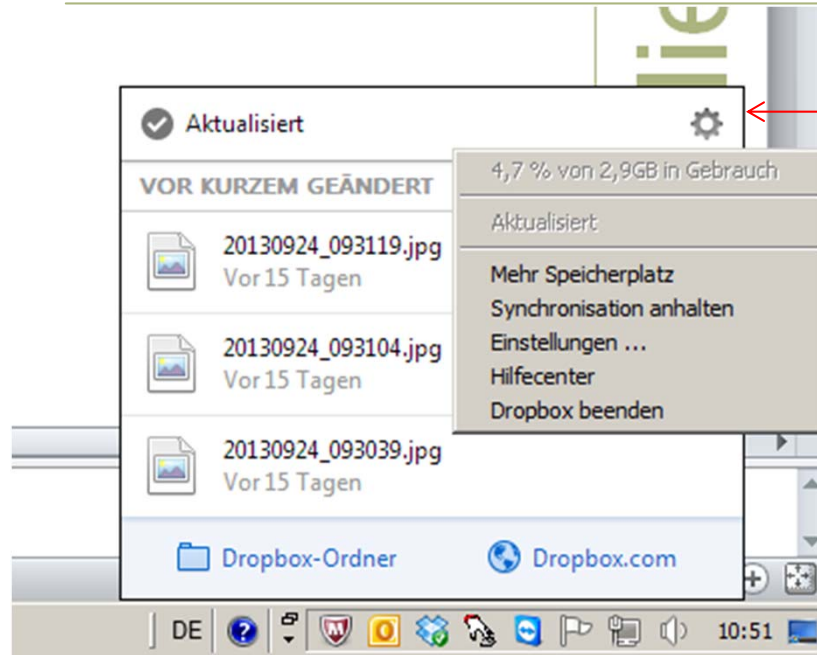 lie
Aktualisiert
VOR KURZEM GEÄNDERT
20130924_093119.jpg
Vor 15 Tagen
20130924_093104.jpg
Vor 15 Tagen
20130924_093039.jpg
Vor 15 Tagen
4,7 % von 2,9GB in Gebrauch
Aktualisiert
Mehr Speicherplatz
Synchronisation anhalten
Einstellungen ...
Hilfecenter
Dropbox beenden
Dropbox-Ordner
Dropbox.com
DE
10:51